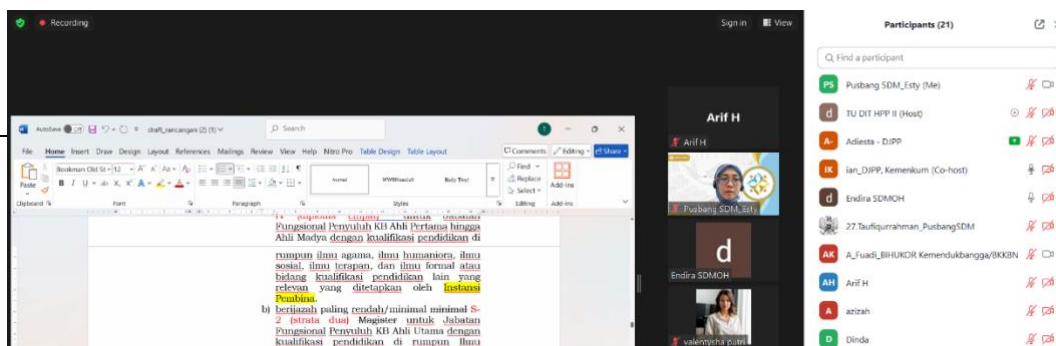 Recording
Sign in
View
AutoSave
draft_rancangan (2) (1)
Search
File Home Insert Draw Design Layout References Mailings Review View Help Nitro Pro Table Design Table Layout
Comments
Editing
Share
Paste
Bookman Old St
12
Normal
Body Text
Find
Replace
Select
Add-ins
Clipboard
Font
Paragraph
Styles
Editing
Add-ins
Fungsional Penyuluh KB Ahli Pertama hingga
Ahli Madya dengan kualifikasi pendidikan di
rumpun ilmu agama, ilmu humaniora, ilmu
sosial, ilmu terapan, dan ilmu formal atau
bidang kualifikasi pendidikan lain yang
relevan yang ditetapkan oleh Instansi
Pembina.
b) berijazah paling rendah/minimal minimal S-
2 (strata dua) Magister untuk Jabatan
Fungsional Penyuluh KB Ahli Utama dengan
kualifikasi pendidikan di rumpun Ilmu
Arif H
Arif H
Pusbang SDM_Esty
d
Endira SDMOH
valentysha putri
Participants (21)
Find a participant
PS Pusbang SDM_Esty (Me)
d TU DIT HPP II (Host)
A- Adiesta - DJPP
IK ian_DJPP, Kemenkum (Co-host)
d Endira SDMOH
27.Taufiqurrahman_PusbangSDM
AK A_Fuadi_BIHUKOR Kemendukbangga/BKKBN
AH Arif H
A azizah
D Dinda